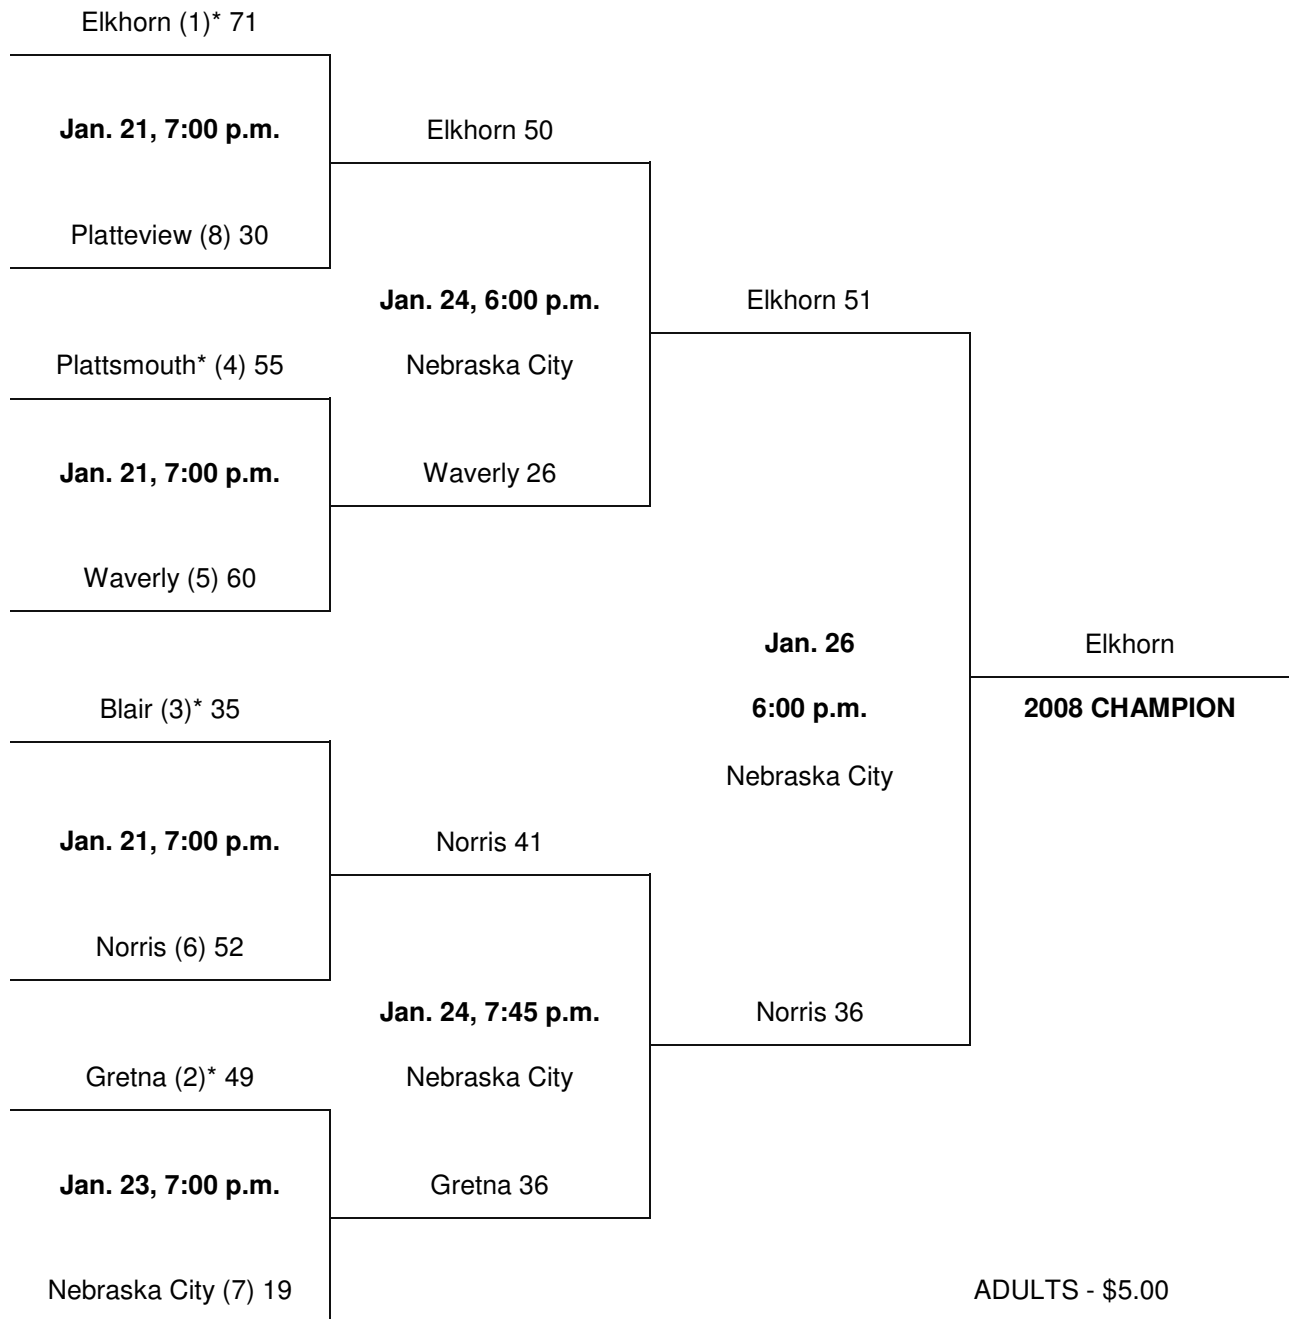 Elkhorn (1)* 71
Jan. 21, 7:00 p.m.
Elkhorn 50
Platteview (8) 30
Jan. 24, 6:00 p.m.
Elkhorn 51
Plattsmouth* (4) 55
Nebraska City
Jan. 21, 7:00 p.m.
Waverly 26
Waverly (5) 60
Jan. 26
Elkhorn
Blair (3)* 35
6:00 p.m.
2008 CHAMPION
Nebraska City
Jan. 21, 7:00 p.m.
Norris 41
Norris (6) 52
Jan. 24, 7:45 p.m.
Norris 36
Gretna (2)* 49
Nebraska City
Jan. 23, 7:00 p.m.
Gretna 36
Nebraska City (7) 19
ADULTS - $5.00